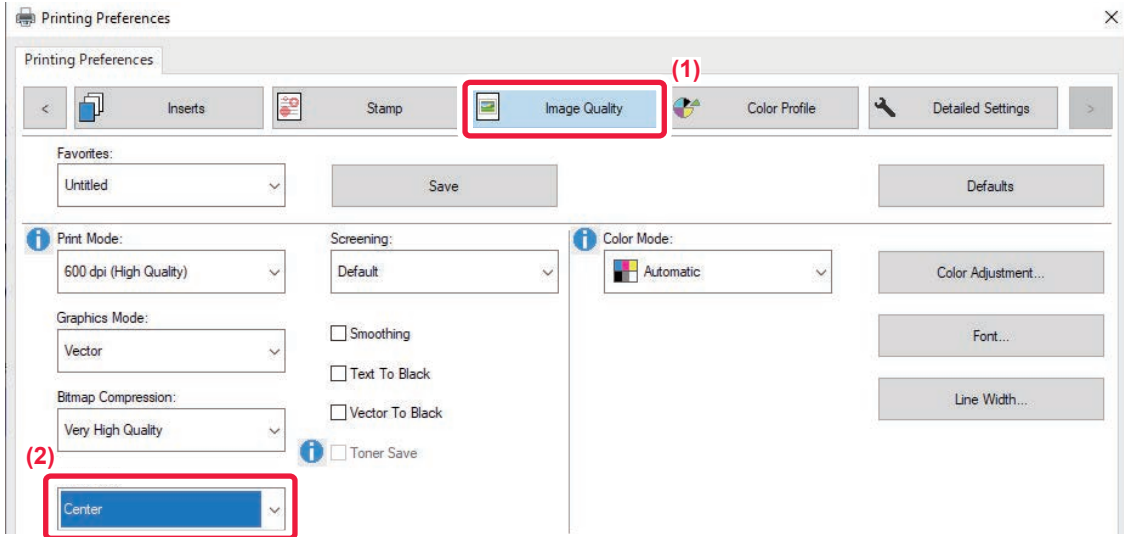 Printing Preferences
Printing Preferences
(1)
< Inserts Stamp Image Quality Color Profile Detailed Settings >
Favorites:
Untitled Save Defaults
Print Mode: Screening: Color Mode:
600 dpi (High Quality) Default Automatic Color Adjustment...
Graphics Mode:
Vector Smoothing Font...
Text To Black
Bitmap Compression:
Very High Quality Vector To Black Line Width...
(2) Toner Save
Center